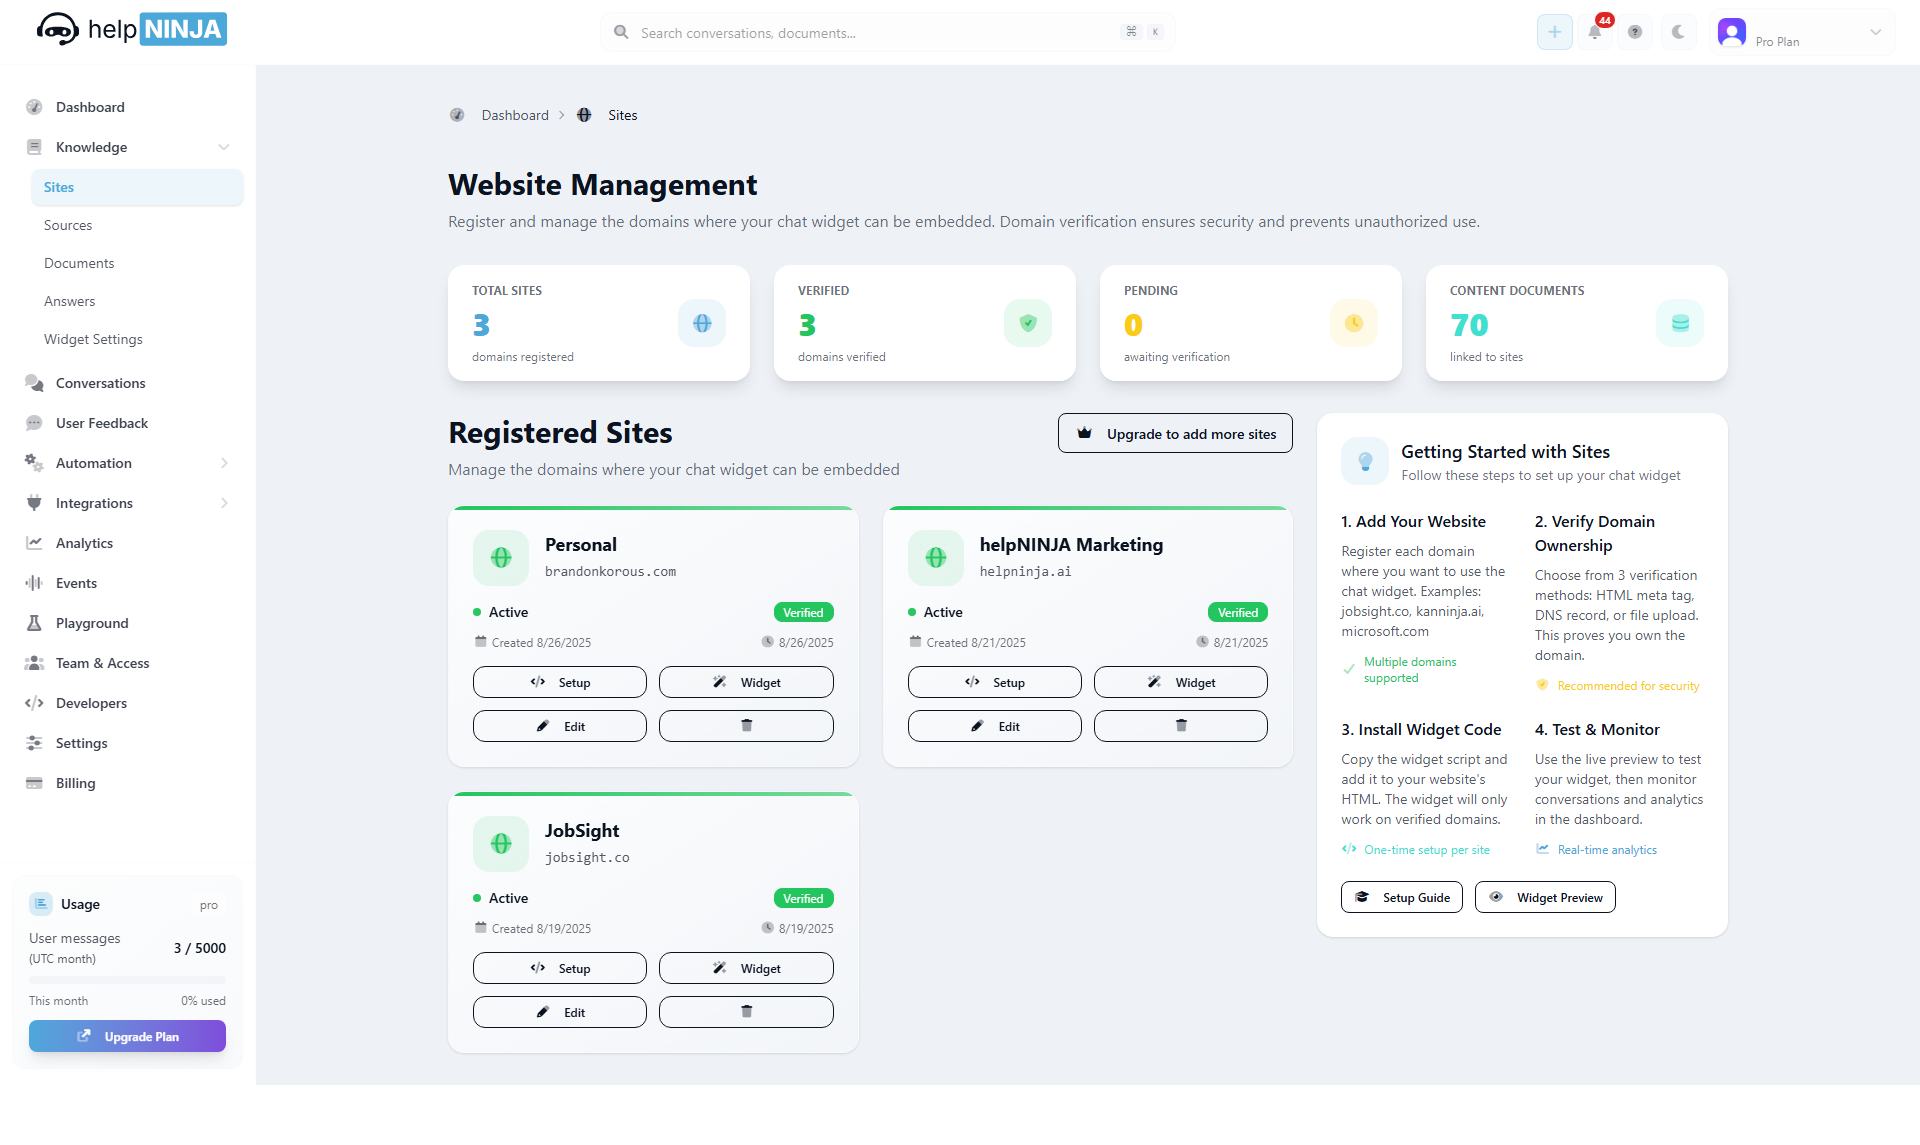 help NINJA
Search conversations, documents...
⌘ K
44
Pro Plan
Dashboard
Knowledge
Sites
Sources
Documents
Answers
Widget Settings
Conversations
User Feedback
Automation
Integrations
Analytics
Events
Playground
Team & Access
Developers
Settings
Billing
Usage
pro
User messages
(UTC month)
3 / 5000
This month
0% used
Upgrade Plan
Dashboard > Sites
Website Management
Register and manage the domains where your chat widget can be embedded. Domain verification ensures security and prevents unauthorized use.
TOTAL SITES
3
domains registered
VERIFIED
3
domains verified
PENDING
0
awaiting verification
CONTENT DOCUMENTS
70
linked to sites
Registered Sites
Manage the domains where your chat widget can be embedded
Upgrade to add more sites
Personal
brandonkorous.com
Active
Verified
Created 8/26/2025
8/26/2025
Setup
Widget
Edit
helpNINJA Marketing
helpninja.ai
Active
Verified
Created 8/21/2025
8/21/2025
Setup
Widget
Edit
JobSight
jobsight.co
Active
Verified
Created 8/19/2025
8/19/2025
Setup
Widget
Edit
Getting Started with Sites
Follow these steps to set up your chat widget
1. Add Your Website
Register each domain
where you want to use the
chat widget. Examples:
jobsight.co, kanninja.ai,
microsoft.com
Multiple domains
supported
2. Verify Domain
Ownership
Choose from 3 verification
methods: HTML meta tag,
DNS record, or file upload.
This proves you own the
domain.
Recommended for security
3. Install Widget Code
Copy the widget script and
add it to your website's
HTML. The widget will only
work on verified domains.
One-time setup per site
4. Test & Monitor
Use the live preview to test
your widget, then monitor
conversations and analytics
in the dashboard.
Real-time analytics
Setup Guide
Widget Preview